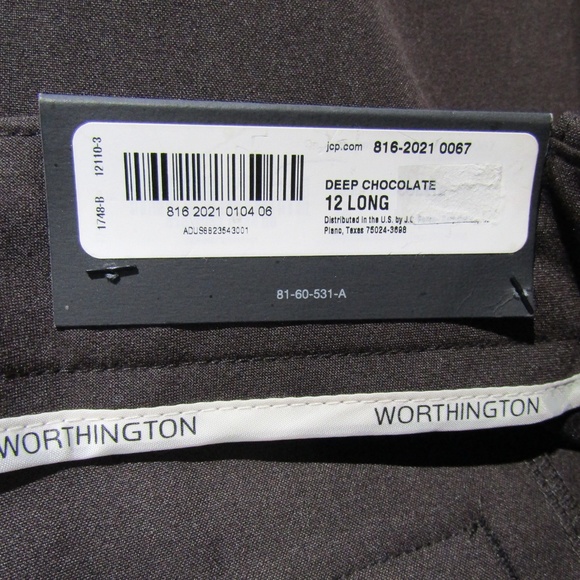 12110-3
1748-B
816 2021 0104 06
ADUS6823543001
jcp.com 816-2021 0067
DEEP CHOCOLATE
12 LONG
Distributed in the U.S. by J.C.
Plano, Texas 75024-3698
81-60-531-A
WORTHINGTON WORTHINGTON